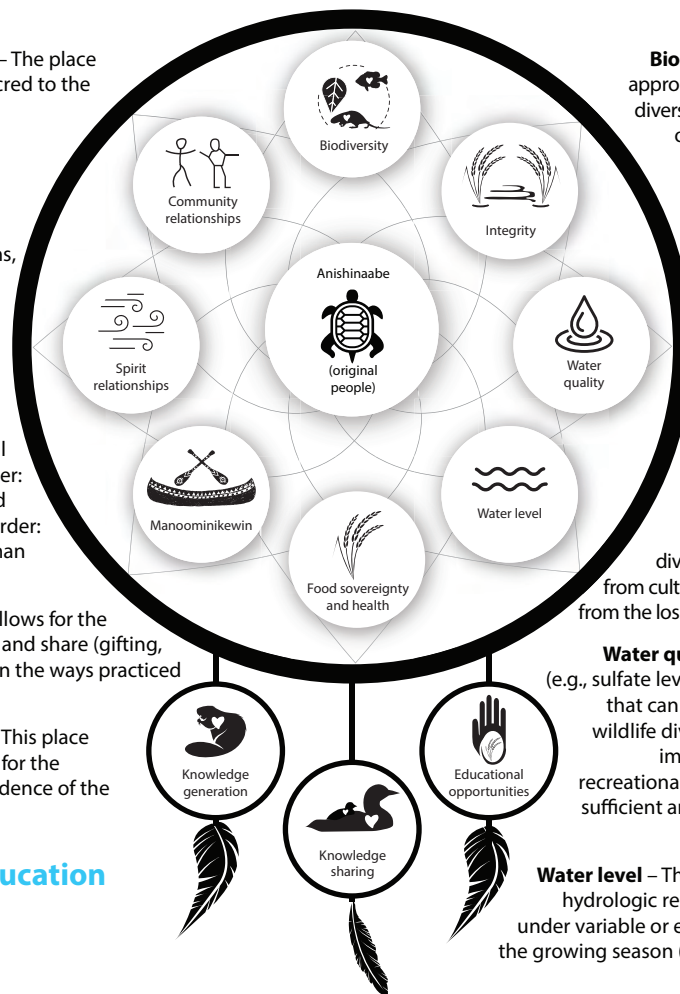 – The place
cred to the
ns,
l
er:
d
rder:
nan
llows for the
and share (gifting,
n the ways practiced
This place
for the
dence of the
ucation
Biodiversity
Community
relationships
Integrity
Anishinaabe
(original
people)
Spirit
relationships
Water
quality
Manoominikewin
Water level
Food sovereignty
and health
Knowledge
generation
Knowledge
sharing
Educational
opportunities
Bio
appro
divers
div
from cult
from the los
Water qu
(e.g., sulfate lev
that can
wildlife div
im
recreationa
sufficient a
Water level – Th
hydrologic re
under variable or e
the growing season (